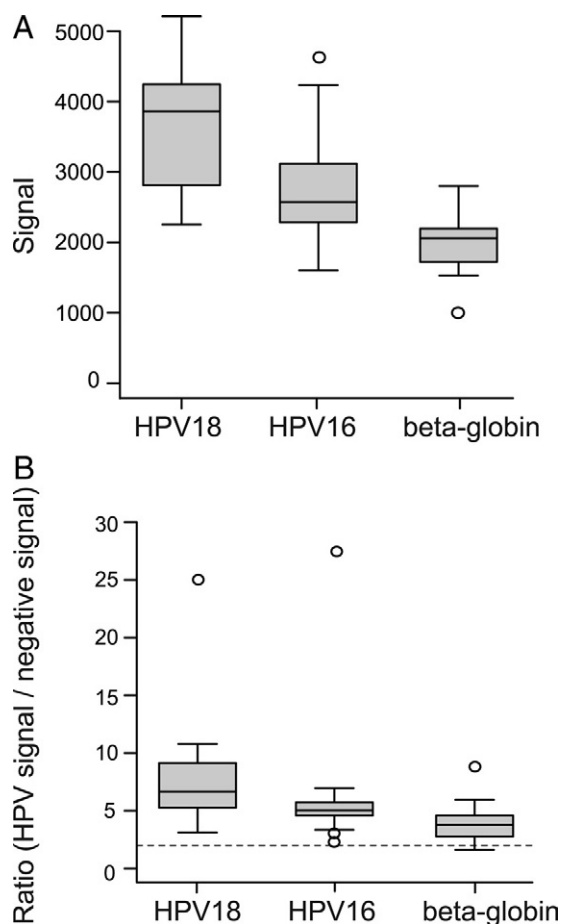 A
Signal
5000
4000
3000
2000
1000
0
HPV18 HPV16 beta-globin
B
Ratio (HPV signal / negative signal)
30
25
20
15
10
5
0
HPV18 HPV16 beta-globin